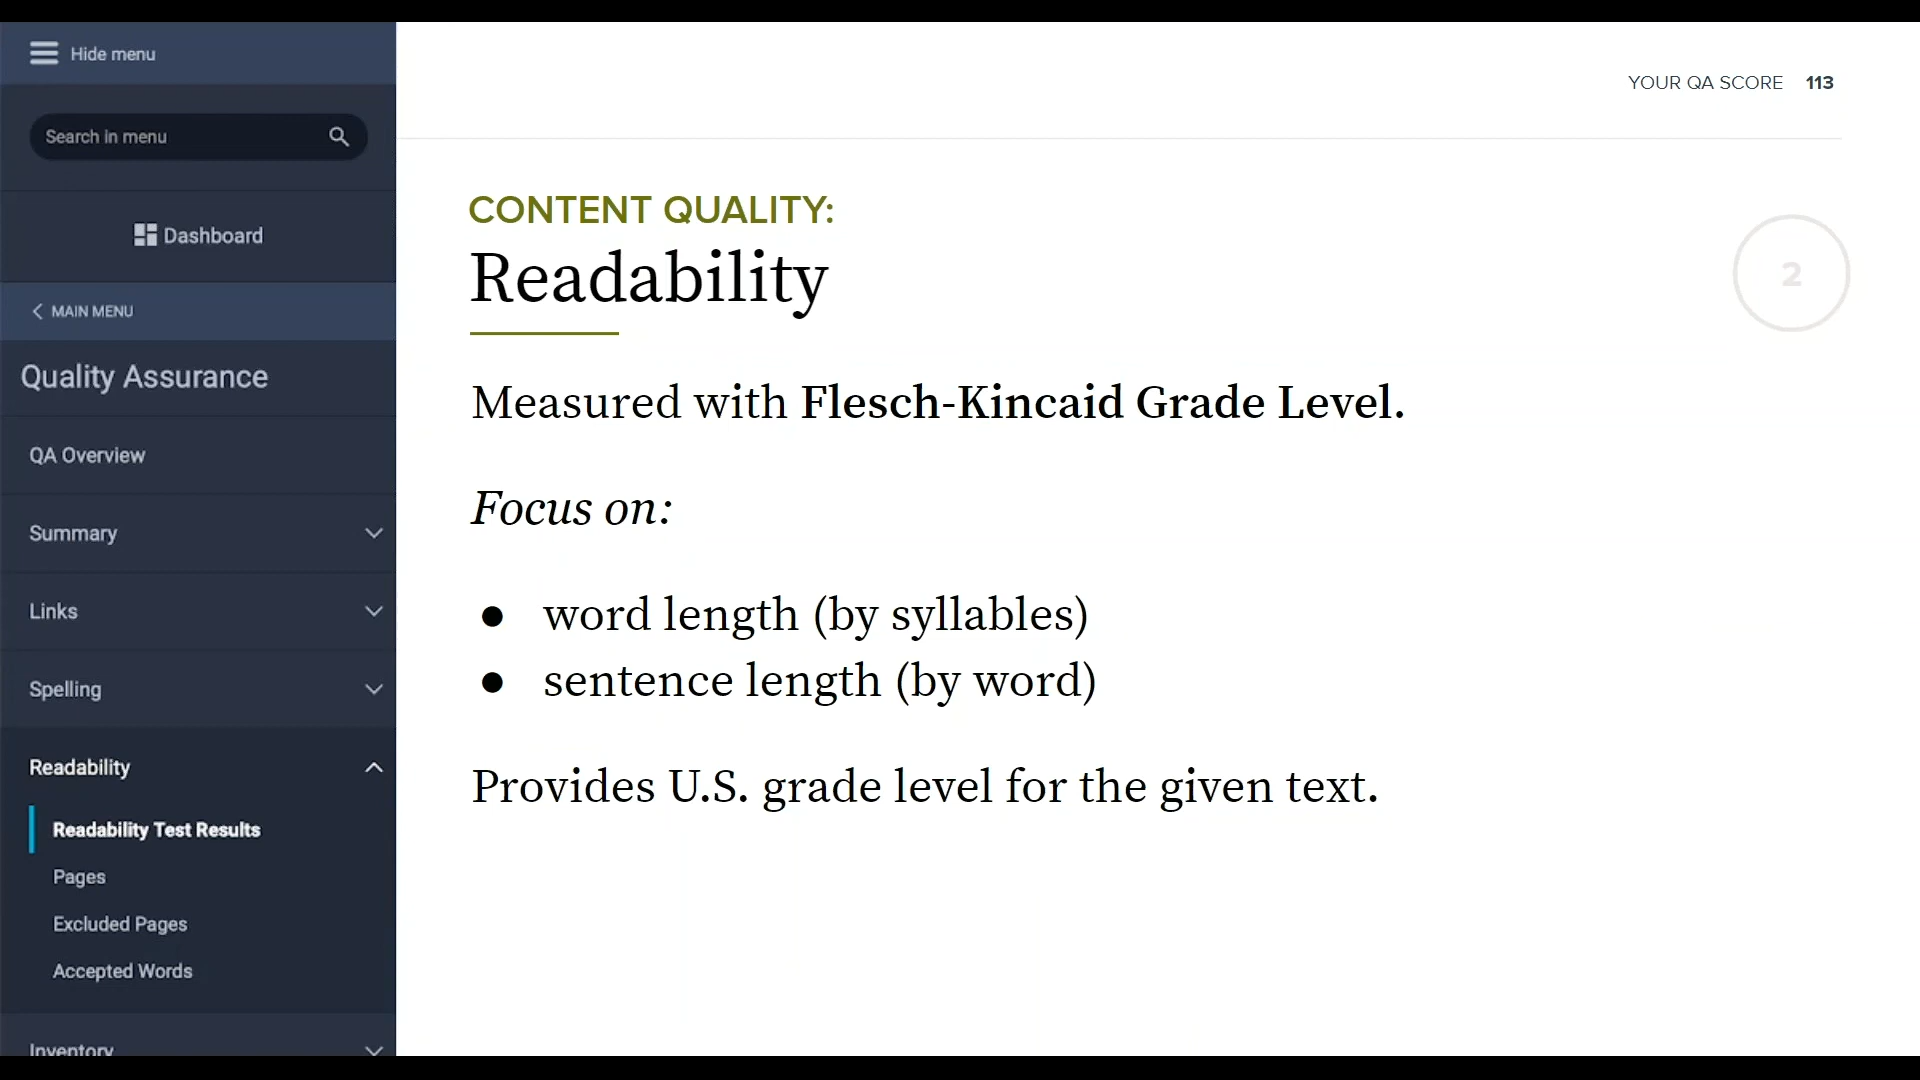 Hide menu
Search in menu
Dashboard
MAIN MENU
Quality Assurance
QA Overview
Summary
Links
Spelling
Readability
Readability Test Results
Pages
Excluded Pages
Accepted Words
Inventory
YOUR QA SCORE 113
CONTENT QUALITY:
Readability
2
Measured with Flesch-Kincaid Grade Level.
Focus on:
● word length (by syllables)
● sentence length (by word)
Provides U.S. grade level for the given text.